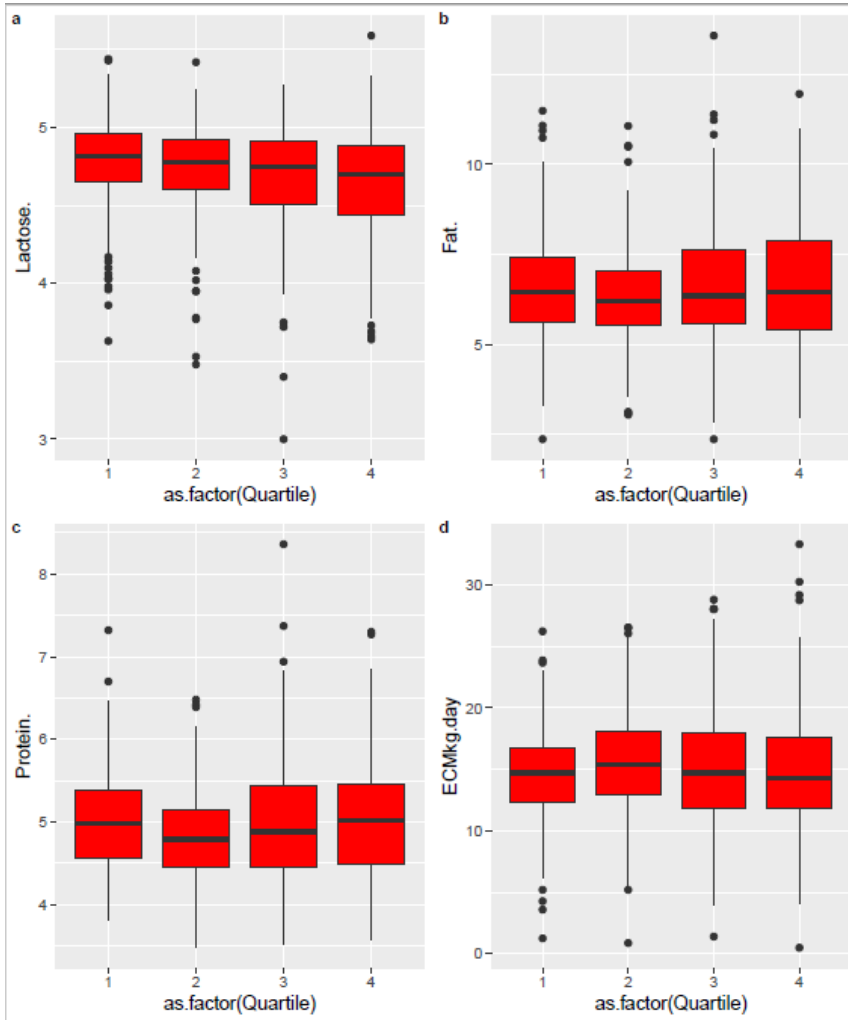 a
Lactose.
5
4
3
1 2 3 4
as.factor(Quartile)
b
Fat.
10
5
1 2 3 4
as.factor(Quartile)
c
Protein.
8
7
6
5
4
1 2 3 4
as.factor(Quartile)
d
ECMkg.day
30
20
10
0
1 2 3 4
as.factor(Quartile)